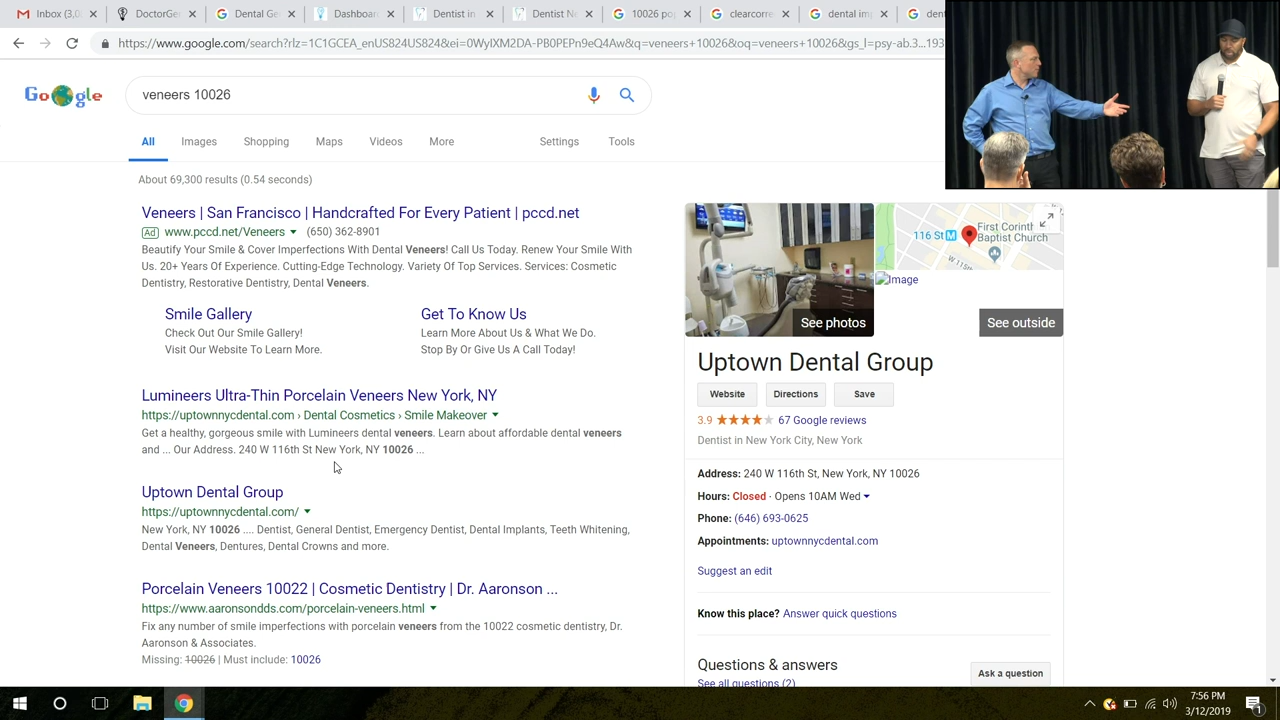 Inbox (3,0
DoctorGe
Dental Ge
Dashboar
Dentist in
Dentist Ne
10026 pop
clearcorre
dental im
den
https://www.google.com/search?rlz=1C1GCEA_enUS824US824&ei=0WyIXM2DA-PB0PEPn9eQ4Aw&q=veneers+10026&oq=veneers+10026&gs_l=psy-ab.3...193
Google
veneers 10026
All Images Shopping Maps Videos More Settings Tools
About 69,300 results (0.54 seconds)
Veneers | San Francisco | Handcrafted For Every Patient | pccd.net
Ad www.pccd.net/Veneers (650) 362-8901
Beautify Your Smile & Confidence With Dental Veneers! Call Us Today. Renew Your Smile With
Us. 20+ Years Of Experience. Cutting-Edge Technology. Variety Of Top Services. Services: Cosmetic
Dentistry, Restorative Dentistry, Dental Veneers.
Smile Gallery
Check Out Our Smile Gallery!
Visit Our Website To Learn More.
Get To Know Us
Learn More About Us & What We Do.
Stop By Or Give Us A Call Today!
Lumineers Ultra-Thin Porcelain Veneers New York, NY
https://uptownnycdental.com › Dental Cosmetics › Smile Makeover
Get a healthy, gorgeous smile with Lumineers dental veneers. Learn about affordable dental veneers
and ... Our Address. 240 W 116th St New York, NY 10026 ...
Uptown Dental Group
https://uptownnycdental.com/
New York, NY 10026 .... Dentist, General Dentist, Emergency Dentist, Dental Implants, Teeth Whitening,
Dental Veneers, Dentures, Dental Crowns and more.
Porcelain Veneers 10022 | Cosmetic Dentistry | Dr. Aaronson ...
https://www.aaronsondds.com/porcelain-veneers.html
Fix any number of smile imperfections with porcelain veneers from the 10022 cosmetic dentistry, Dr.
Aaronson & Associates.
Missing: 10026 | Must include: 10026
116 St M
First Corinth
Baptist Church
W 115th
Image
See photos
See outside
Uptown Dental Group
Website Directions Save
3.9 67 Google reviews
Dentist in New York City, New York
Address: 240 W 116th St, New York, NY 10026
Hours: Closed · Opens 10AM Wed
Phone: (646) 693-0625
Appointments: uptownnycdental.com
Suggest an edit
Know this place? Answer quick questions
Questions & answers
See all questions (2)
Ask a question
7:56 PM
3/12/2019
1